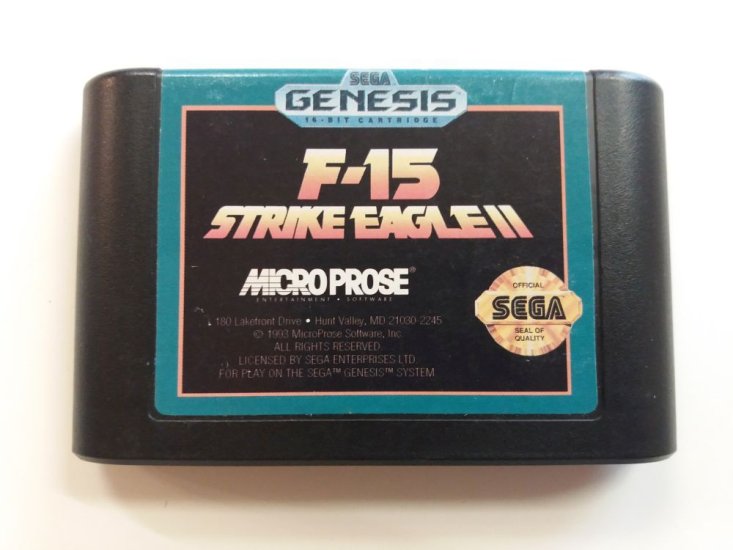 SEGA
GENESIS
16-BIT CARTRIDGE
F-15
STRIKE EAGLE II
MICROPROSE®
ENTERTAINMENT • SOFTWARE
180 Lakefront Drive • Hunt Valley, MD 21030-2245
© 1993 MicroProse Software, Inc.
ALL RIGHTS RESERVED.
LICENSED BY SEGA ENTERPRISES LTD.
FOR PLAY ON THE SEGA™ GENESIS™ SYSTEM
OFFICIAL
SEGA
SEAL OF
QUALITY